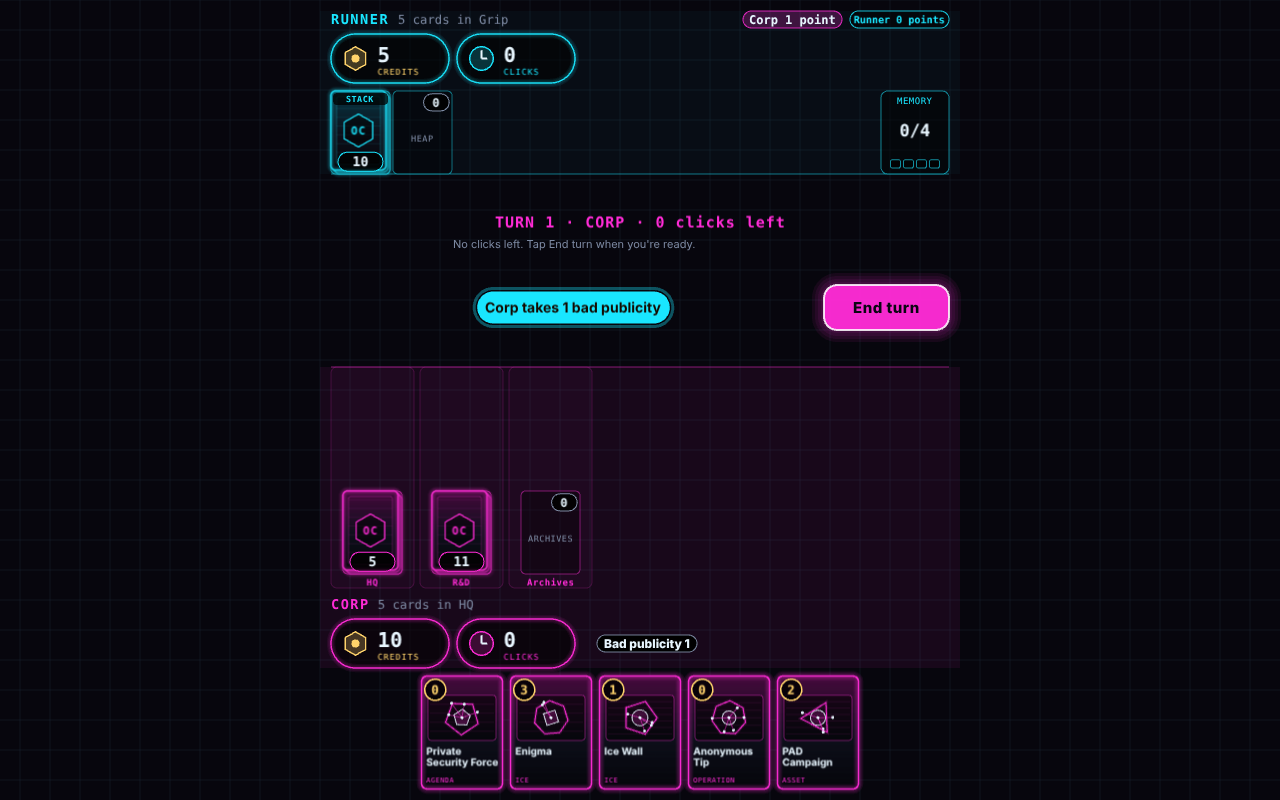 RUNNER 5 cards in Grip
Corp 1 point
Runner 0 points
5
CREDITS
0
CLICKS
STACK
OC
10
0
HEAP
MEMORY
0/4
TURN 1 · CORP · 0 clicks left
No clicks left. Tap End turn when you're ready.
Corp takes 1 bad publicity
End turn
OC
5
HQ
OC
11
R&D
0
ARCHIVES
Archives
CORP 5 cards in HQ
10
CREDITS
0
CLICKS
Bad publicity 1
0
Private
Security Force
AGENDA
3
Enigma
ICE
1
Ice Wall
ICE
0
Anonymous
Tip
OPERATION
2
PAD
Campaign
ASSET